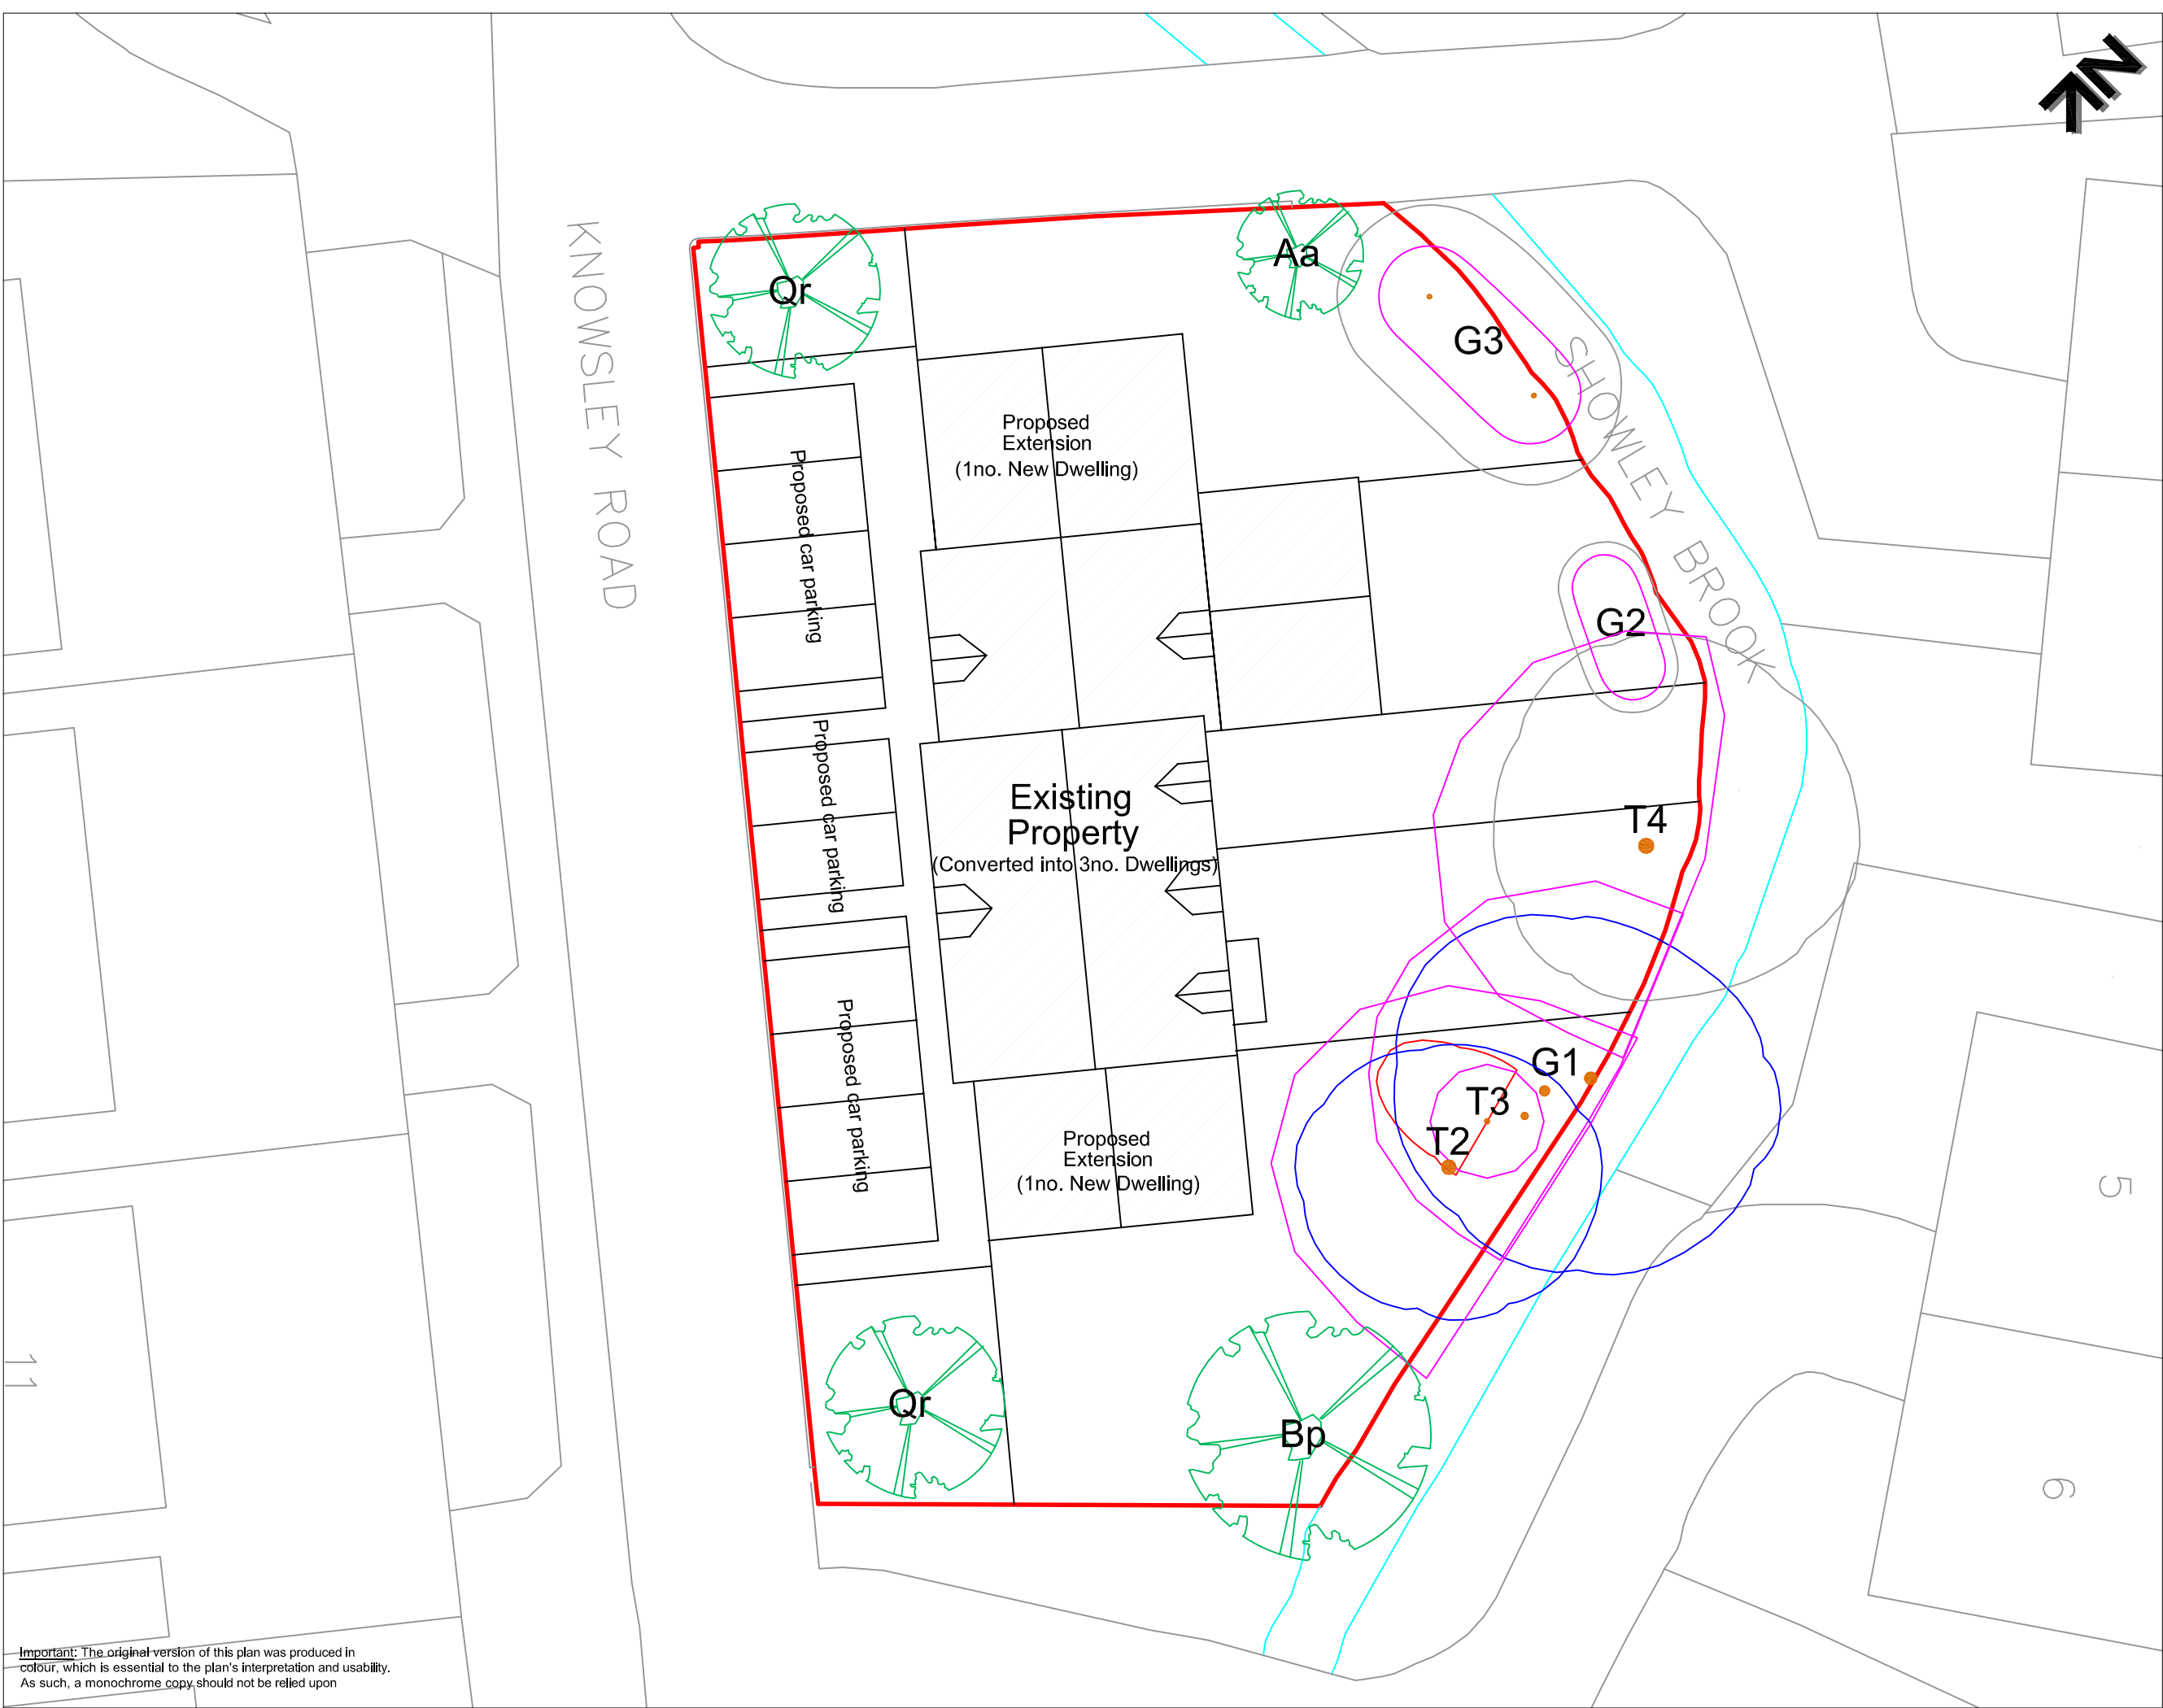 N
KNOWSLEY ROAD
Qr
Aa
G3
SHOWLEY BROOK
Proposed
Extension
(1no. New Dwelling)
Proposed car parking
G2
Proposed car parking
Existing
Property
(Converted into 3no. Dwellings)
T4
Proposed car parking
G1
T3
T2
Proposed
Extension
(1no. New Dwelling)
5
11
Qr
Bp
6
Important: The original version of this plan was produced in
colour, which is essential to the plan's interpretation and usability.
As such, a monochrome copy should not be relied upon